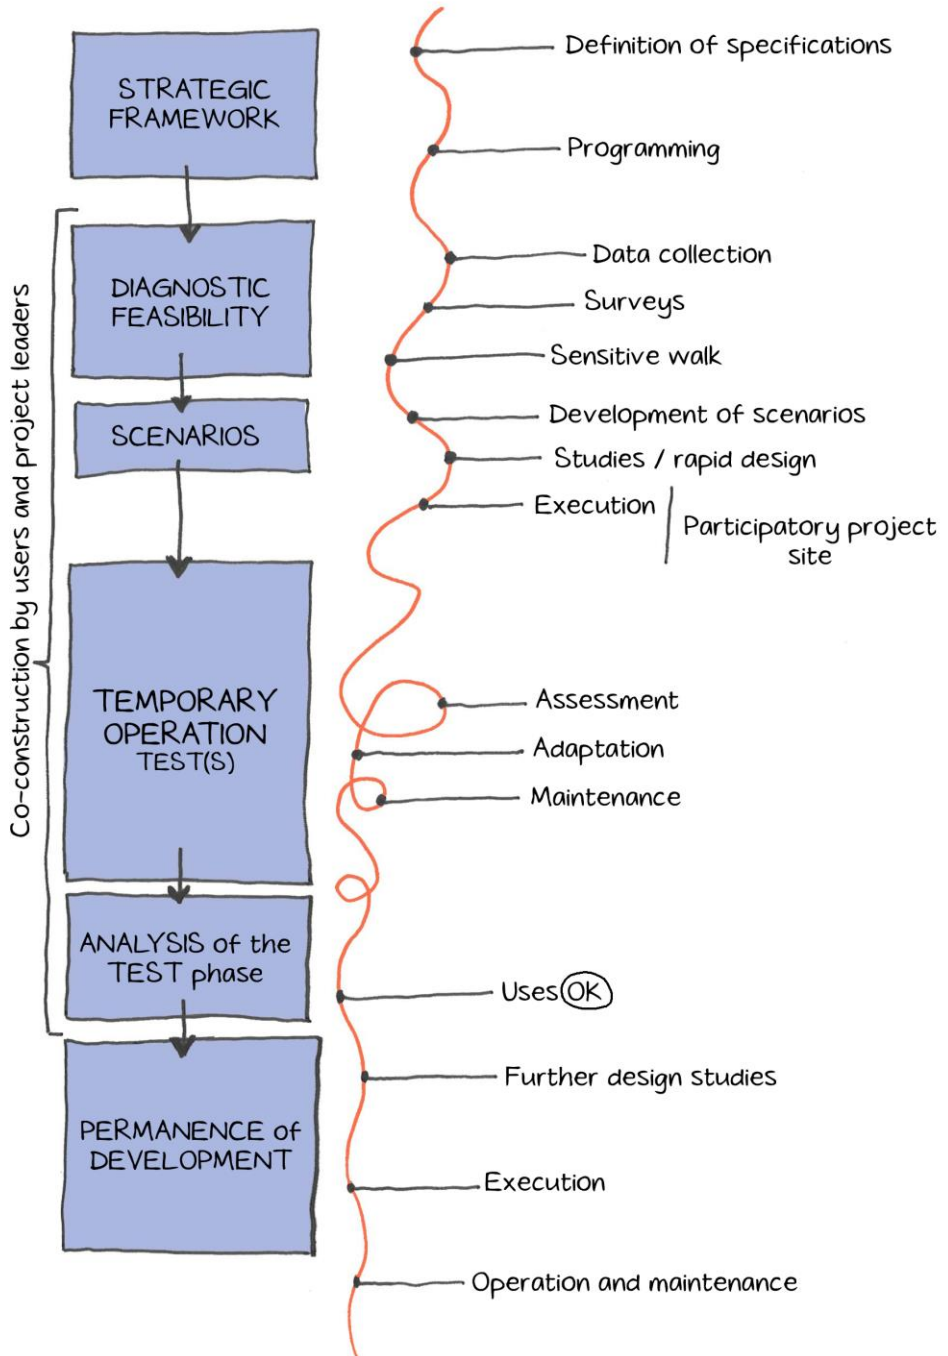 STRATEGIC
FRAMEWORK
DIAGNOSTIC
FEASIBILITY
SCENARIOS
TEMPORARY
OPERATION
TEST(S)
ANALYSIS of the
TEST phase
PERMANENCE of
DEVELOPMENT
Co-construction by users and project leaders
Definition of specifications
Programming
Data collection
Surveys
Sensitive walk
Development of scenarios
Studies / rapid design
Execution
Participatory project
site
Assessment
Adaptation
Maintenance
Uses OK
Further design studies
Execution
Operation and maintenance